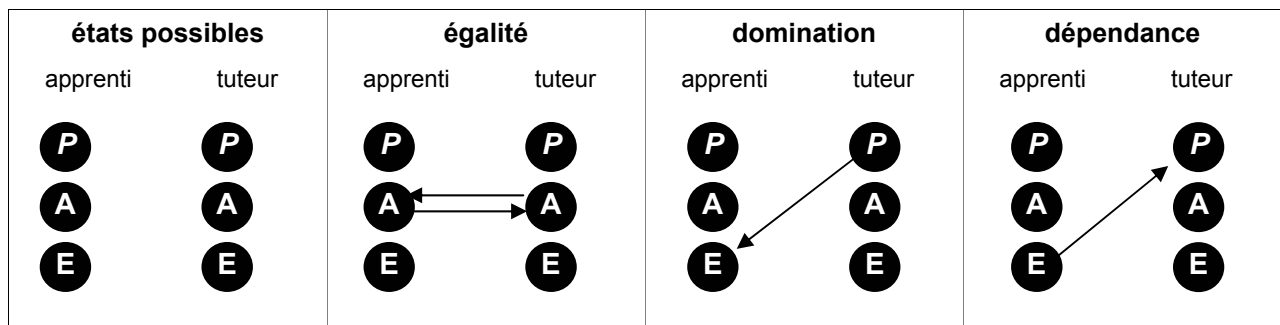 états possibles égalité domination dépendance
apprenti tuteur apprenti tuteur apprenti tuteur apprenti tuteur
P P P P P P P P
A A A A A A A A
E E E E E E E E